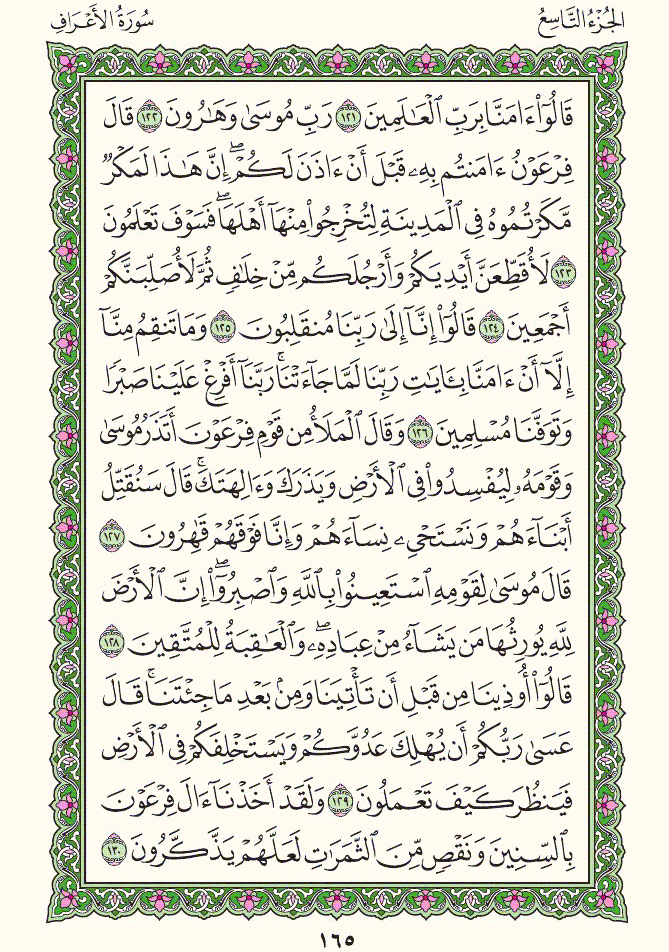 الجُزْءُ التَّاسِعُ
سُورَةُ الأَعْرَافِ
قَالُوٓاْ ءَامَنَّا بِرَبِّ ٱلۡعَٰلَمِينَ ١٢١ رَبِّ مُوسَىٰ وَهَٰرُونَ ١٢٢ قَالَ
فِرۡعَوۡنُ ءَامَنتُم بِهِۦ قَبۡلَ أَنۡ ءَاذَنَ لَكُمۡۖ إِنَّ هَٰذَا لَمَكۡرٞ
مَّكَرۡتُمُوهُ فِي ٱلۡمَدِينَةِ لِتُخۡرِجُواْ مِنۡهَآ أَهۡلَهَاۖ فَسَوۡفَ تَعۡلَمُونَ
١٢٣ لَأُقَطِّعَنَّ أَيۡدِيَكُمۡ وَأَرۡجُلَكُم مِّنۡ خِلَٰفٖ ثُمَّ لَأُصَلِّبَنَّكُمۡ
أَجۡمَعِينَ ١٢٤ قَالُوٓاْ إِنَّآ إِلَىٰ رَبِّنَا مُنقَلِبُونَ ١٢٥ وَمَا تَنقِمُ مِنَّآ
إِلَّآ أَنۡ ءَامَنَّا بِـَٔايَٰتِ رَبِّنَا لَمَّا جَآءَتۡنَاۚ رَبَّنَآ أَفۡرِغۡ عَلَيۡنَا صَبۡرٗا
وَتَوَفَّنَا مُسۡلِمِينَ ١٢٦ وَقَالَ ٱلۡمَلَأُ مِن قَوۡمِ فِرۡعَوۡنَ أَتَذَرُ مُوسَىٰ
وَقَوۡمَهُۥ لِيُفۡسِدُواْ فِي ٱلۡأَرۡضِ وَيَذَرَكَ وَءَالِهَتَكَۚ قَالَ سَنُقَتِّلُ
أَبۡنَآءَهُمۡ وَنَسۡتَحۡيِۦ نِسَآءَهُمۡ وَإِنَّا فَوۡقَهُمۡ قَٰهِرُونَ ١٢٧
قَالَ مُوسَىٰ لِقَوۡمِهِ ٱسۡتَعِينُواْ بِٱللَّهِ وَٱصۡبِرُوٓاْۖ إِنَّ ٱلۡأَرۡضَ
لِلَّهِ يُورِثُهَا مَن يَشَآءُ مِنۡ عِبَادِهِۦۖ وَٱلۡعَٰقِبَةُ لِلۡمُتَّقِينَ ١٢٨
قَالُوٓاْ أُوذِينَا مِن قَبۡلِ أَن تَأۡتِيَنَا وَمِنۢ بَعۡدِ مَا جِئۡتَنَاۚ قَالَ
عَسَىٰ رَبُّكُمۡ أَن يُهۡلِكَ عَدُوَّكُمۡ وَيَسۡتَخۡلِفَكُمۡ فِي ٱلۡأَرۡضِ
فَيَنظُرَ كَيۡفَ تَعۡمَلُونَ ١٢٩ وَلَقَدۡ أَخَذۡنَآ ءَالَ فِرۡعَوۡنَ
بِٱلسِّنِينَ وَنَقۡصٖ مِّنَ ٱلثَّمَرَٰتِ لَعَلَّهُمۡ يَذَّكَّرُونَ ١٣٠
١٦٥